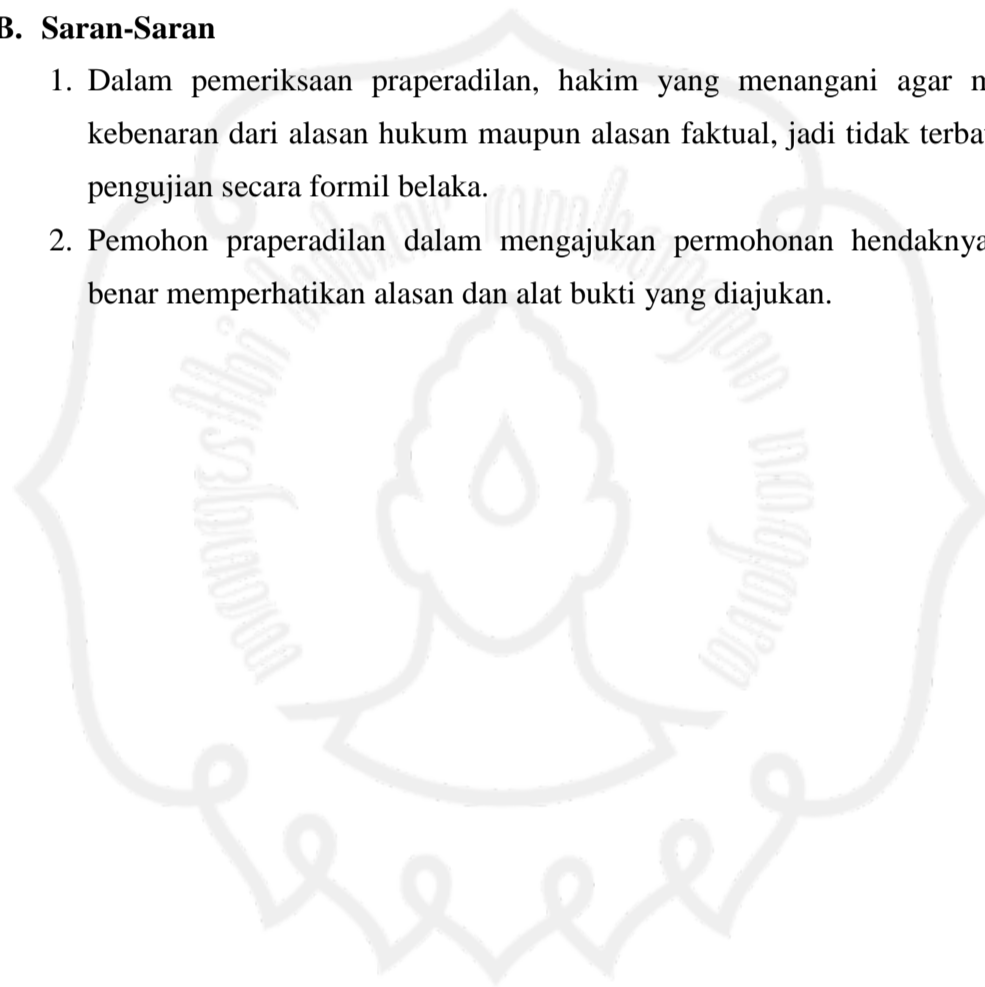 B. Saran-Saran
1. Dalam pemeriksaan praperadilan, hakim yang menangani agar
kebenaran dari alasan hukum maupun alasan faktual, jadi tidak
pengujian secara formil belaka.
2. Pemohon praperadilan dalam mengajukan permohonan hendaknya
benar memperhatikan alasan dan alat bukti yang diajukan.